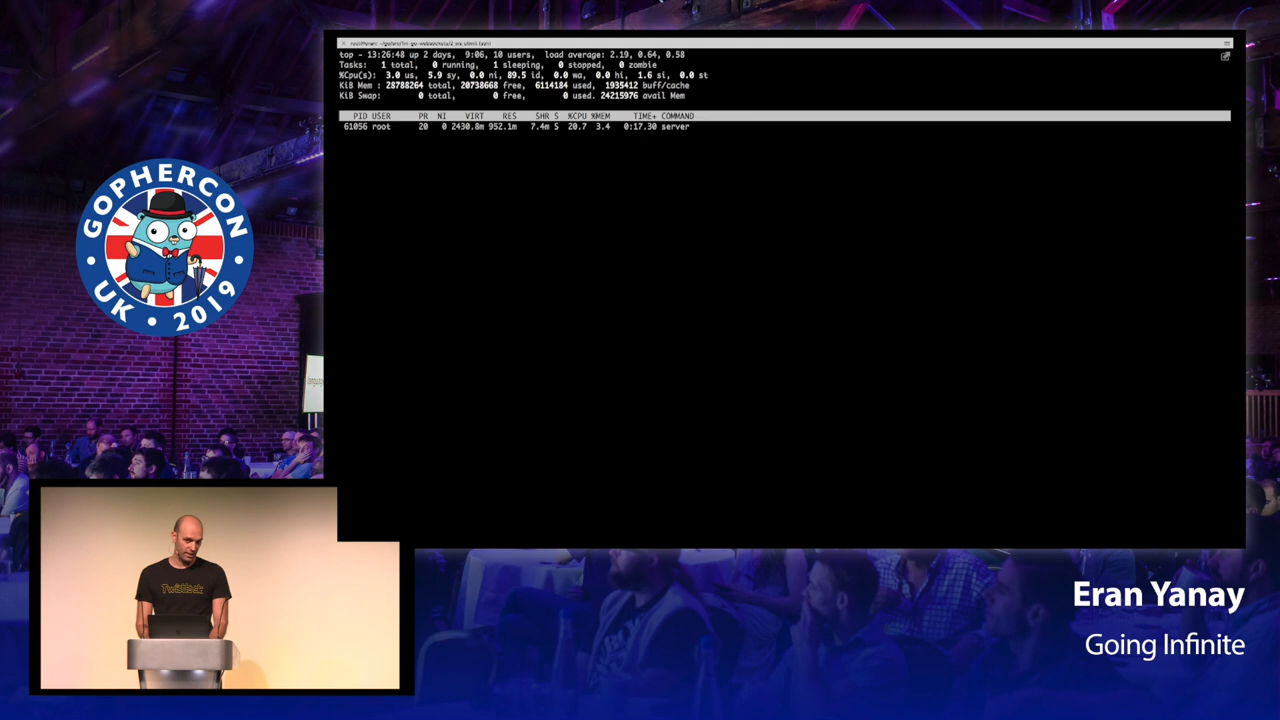 top - 13:26:48 up 2 days, 9:06, 10 users, load average: 2.19, 0.64, 0.58
Tasks: 1 total, 0 running, 1 sleeping, 0 stopped, 0 zombie
%Cpu(s): 3.0 us, 5.9 sy, 0.0 ni, 89.5 id, 0.0 wa, 0.0 hi, 1.6 si, 0.0 st
KiB Mem : 28788264 total, 20738668 free, 6114184 used, 1935412 buff/cache
KiB Swap: 0 total, 0 free, 0 used. 24215976 avail Mem
PID USER PR NI VIRT RES SHR S %CPU %MEM TIME+ COMMAND
61056 root 20 0 2430.8m 952.1m 7.4m S 20.7 3.4 0:17.30 server
GOPHERCON
UK 2019
Twistlock
Eran Yanay
Going Infinite